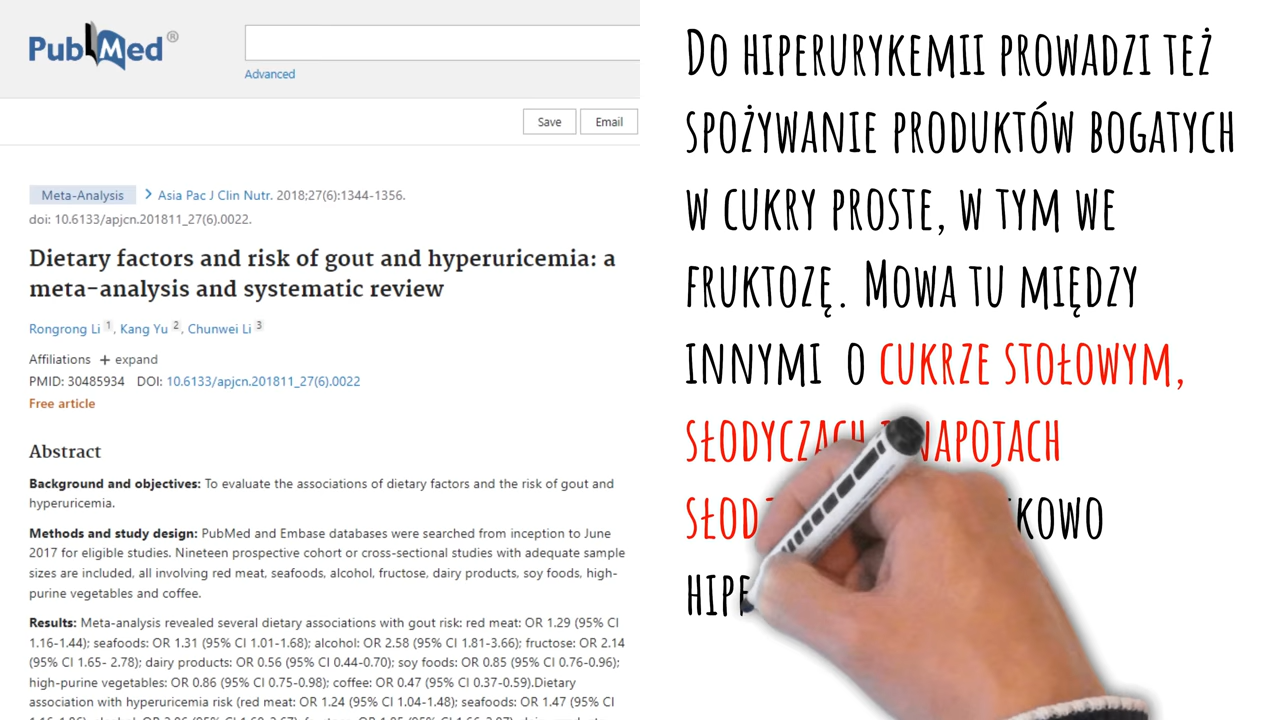 PubMed®
Advanced
Save Email
Meta-Analysis > Asia Pac J Clin Nutr. 2018;27(6):1344-1356.
doi: 10.6133/apjcn.201811_27(6).0022.
Dietary factors and risk of gout and hyperuricemia: a
meta-analysis and systematic review
Rongrong Li 1, Kang Yu 2, Chunwei Li 3
Affiliations + expand
PMID: 30485934 DOI: 10.6133/apjcn.201811_27(6).0022
Free article
Abstract
Background and objectives: To evaluate the associations of dietary factors and the risk of gout and
hyperuricemia.
Methods and study design: PubMed and Embase databases were searched from inception to June
2017 for eligible studies. Nineteen prospective cohort or cross-sectional studies with adequate sample
sizes are included, all involving red meat, seafoods, alcohol, fructose, dairy products, soy foods, high-
purine vegetables and coffee.
Results: Meta-analysis revealed several dietary associations with gout risk: red meat: OR 1.29 (95% CI
1.16-1.44); seafoods: OR 1.31 (95% CI 1.01-1.68); alcohol: OR 2.58 (95% CI 1.81-3.66); fructose: OR 2.14
(95% CI 1.65- 2.78); dairy products: OR 0.56 (95% CI 0.44-0.70); soy foods: OR 0.85 (95% CI 0.76-0.96);
high-purine vegetables: OR 0.86 (95% CI 0.75-0.98); coffee: OR 0.47 (95% CI 0.37-0.59).Dietary
association with hyperuricemia risk (red meat: OR 1.24 (95% CI 1.04-1.48); seafoods: OR 1.47 (95% CI
Do hiperurykemii prowadzi też
spożywanie produktów bogatych
w cukry proste, w tym we
fruktozę. Mowa tu między
innymi o cukrze stołowym,
słodyczach napojach